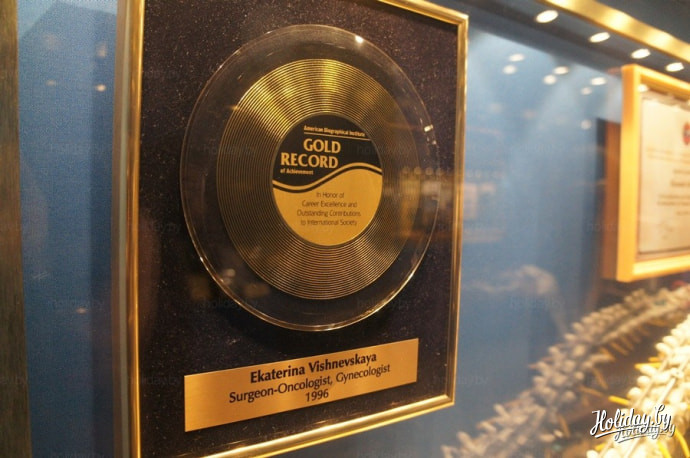 American Biographical Institute
GOLD
RECORD
of Achievement
In Honor of
Career Excellence and
Outstanding Contributions
to International Society
Ekaterina Vishnevskaya
Surgeon-Oncologist, Gynecologist
1996
Holiday.by